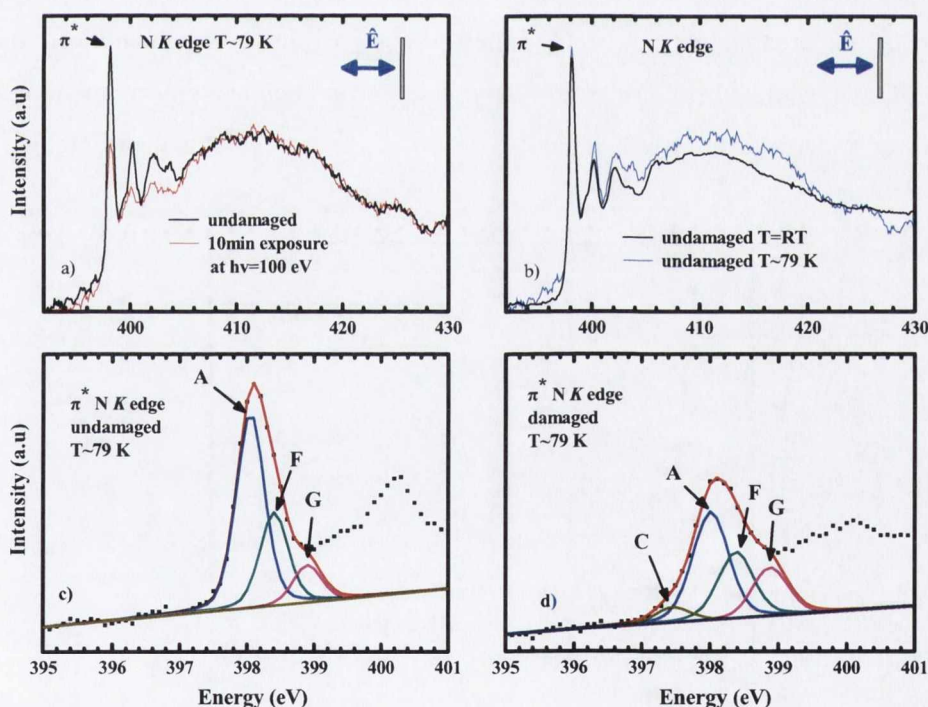 π* N K edge T~79 K Ê
undamaged
10min exposure
at hν=100 eV
a)
400 410 420 430
Intensity (a.u)
π* N K edge Ê
undamaged T=RT
undamaged T~79 K
b)
400 410 420 430
π* N K edge
undamaged
T~79 K
A
F
G
c)
395 396 397 398 399 400 401
Energy (eV)
Intensity (a.u)
π* N K edge
damaged
T~79 K
A
F
G
C
d)
395 396 397 398 399 400 401
Energy (eV)